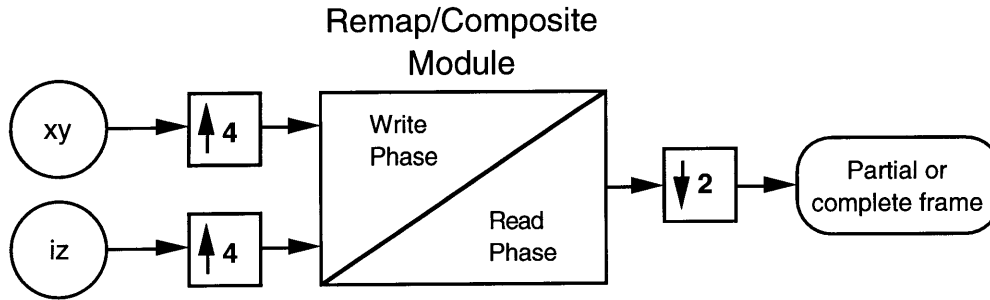 Remap/Composite
Module
xy
4
Write
Phase
2
Partial or
complete frame
iz
4
Read
Phase